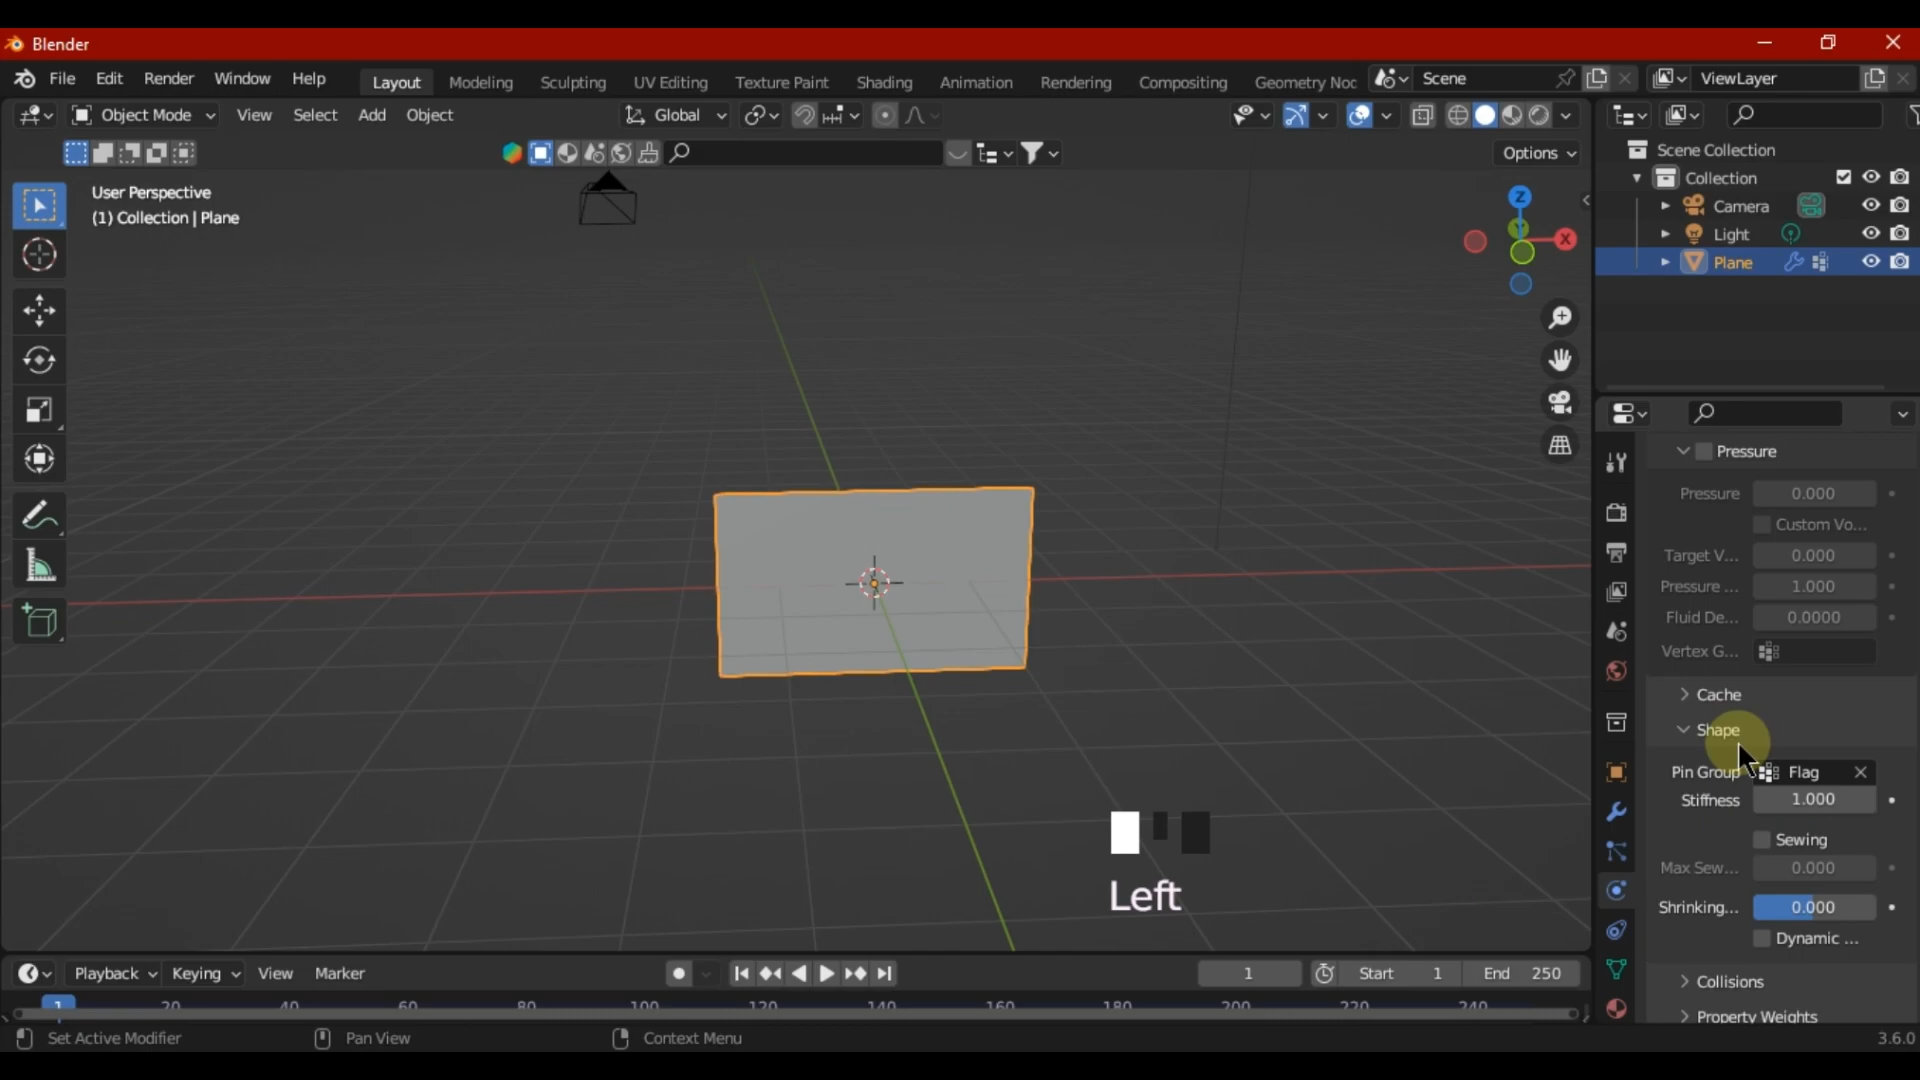 Blender
File Edit Render Window Help Layout Modeling Sculpting UV Editing Texture Paint Shading Animation Rendering Compositing Geometry Noc Scene ViewLayer
Object Mode View Select Add Object Global
Options
User Perspective
(1) Collection | Plane
Z
Y
X
Scene Collection
Collection
Camera
Light
Plane
Pressure
Pressure 0.000
Custom Vo...
Target V... 0.000
Pressure ... 1.000
Fluid De... 0.0000
Vertex G...
Cache
Shape
Pin Group Flag
Stiffness 1.000
Sewing
Max Sew... 0.000
Shrinking... 0.000
Dynamic ...
Collisions
Property Weights
Left
Playback Keying View Marker 1 Start 1 End 250
1 20 40 60 80 100 120 140 160 180 200 220 240
Set Active Modifier Pan View Context Menu 3.6.0